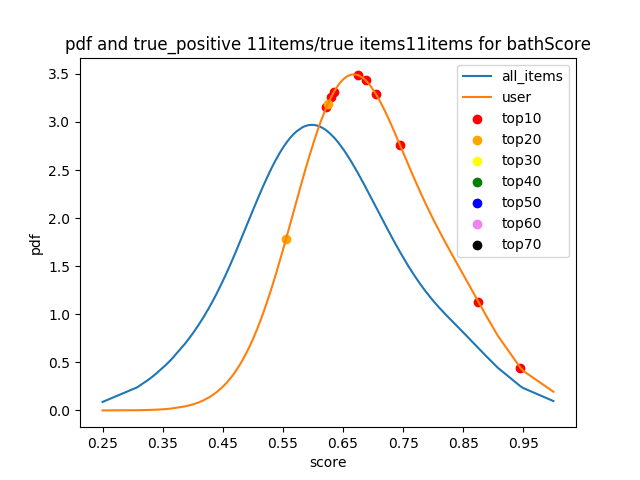 pdf and true_positive 11items/true items11items for bathScore
3.5
3.0
2.5
2.0
1.5
1.0
0.5
0.0
pdf
all_items
user
top10
top20
top30
top40
top50
top60
top70
0.25 0.35 0.45 0.55 0.65 0.75 0.85 0.95
score